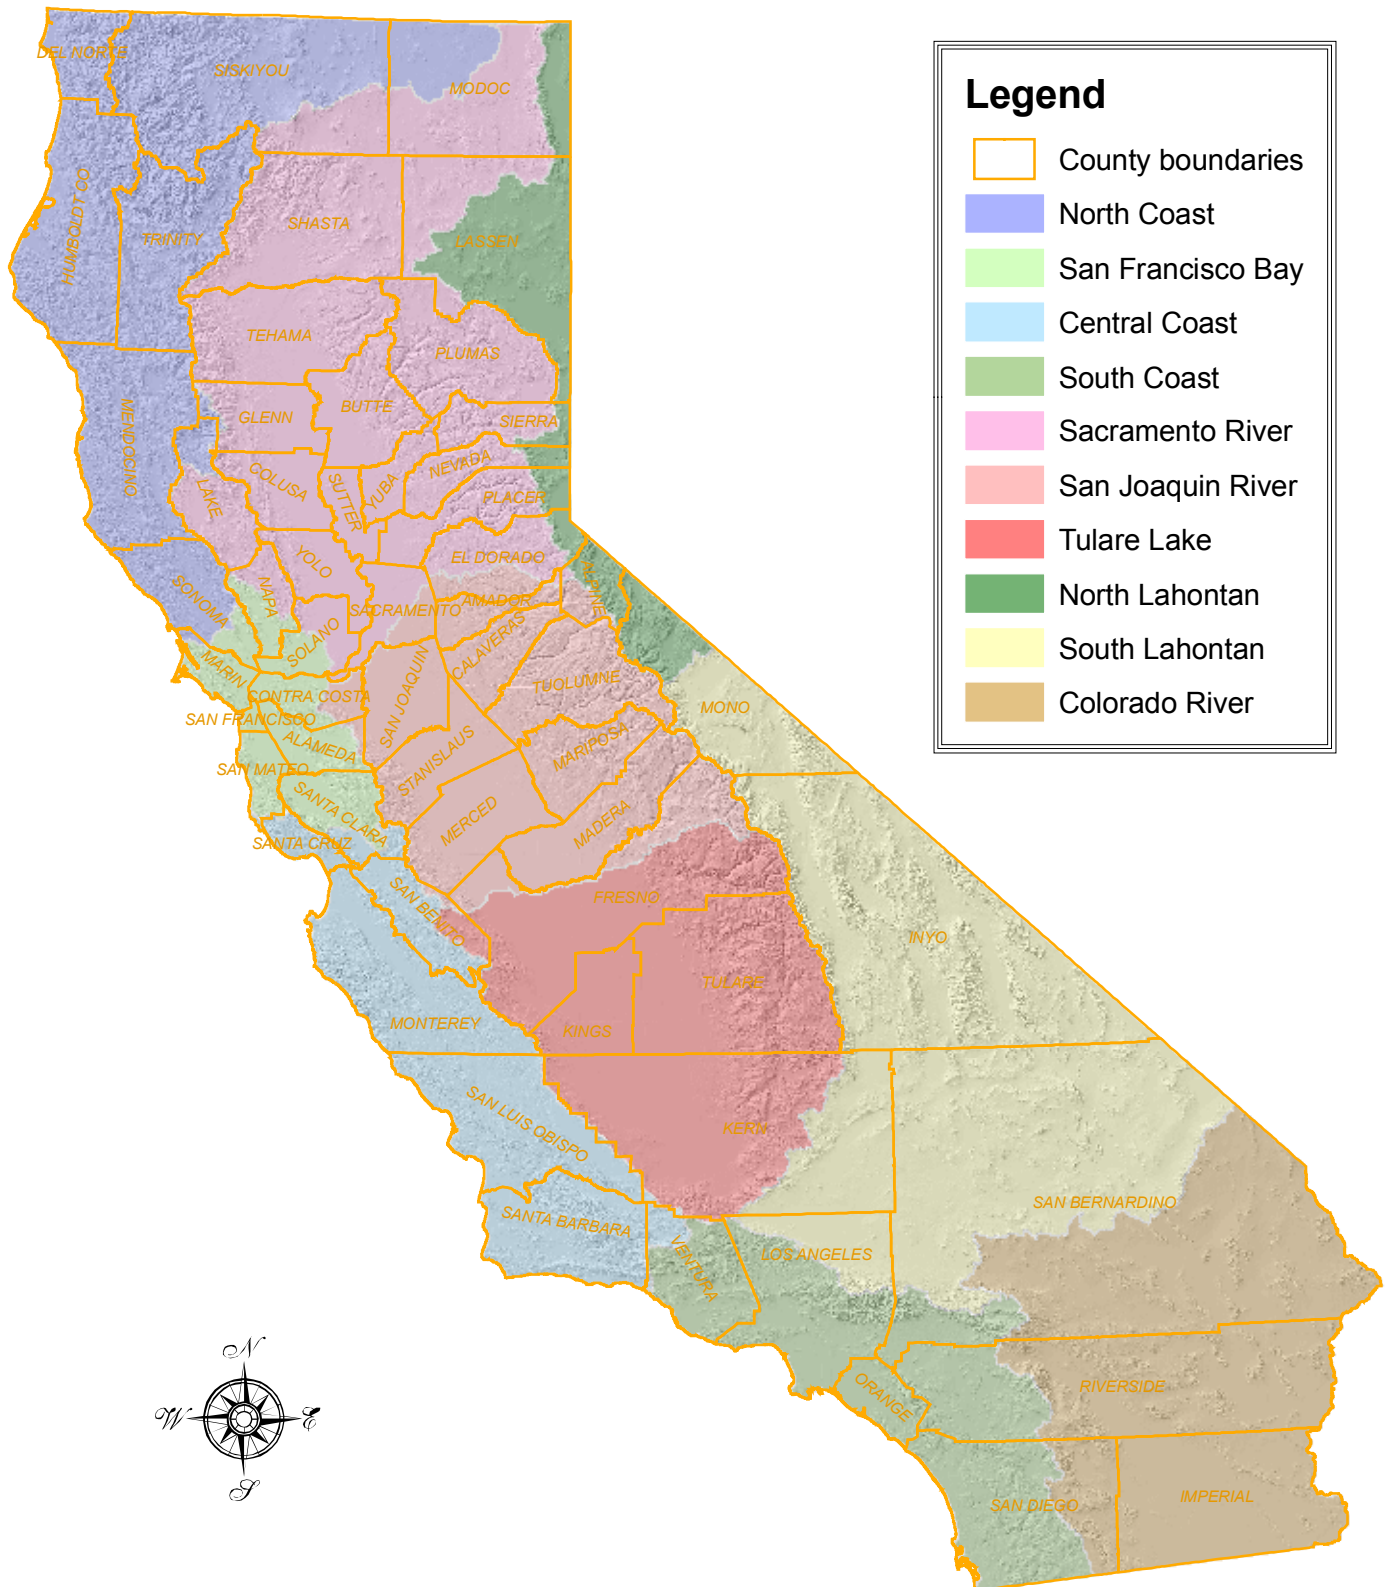 DEL NORTE
SISKIYOU
MODOC
HUMBOLDT CO
TRINITY
SHASTA
LASSEN
TEHAMA
PLUMAS
MENDOCINO
GLENN
BUTTE
SIERRA
LAKE
COLUSA
SUTTER
YUBA
NEVADA
PLACER
SONOMA
NAPA
YOLO
EL DORADO
ALPINE
SACRAMENTO
AMADOR
MARIN
SOLANO
CALAVERAS
CONTRA COSTA
SAN JOAQUIN
TUOLUMNE
MONO
SAN FRANCISCO
ALAMEDA
STANISLAUS
MARIPOSA
SAN MATEO
SANTA CLARA
MERCED
MADERA
SANTA CRUZ
SAN BENITO
FRESNO
INYO
TULARE
MONTEREY
KINGS
SAN LUIS OBISPO
KERN
SANTA BARBARA
VENTURA
LOS ANGELES
SAN BERNARDINO
ORANGE
RIVERSIDE
SAN DIEGO
IMPERIAL
Legend
County boundaries
North Coast
San Francisco Bay
Central Coast
South Coast
Sacramento River
San Joaquin River
Tulare Lake
North Lahontan
South Lahontan
Colorado River
N
W
E
S